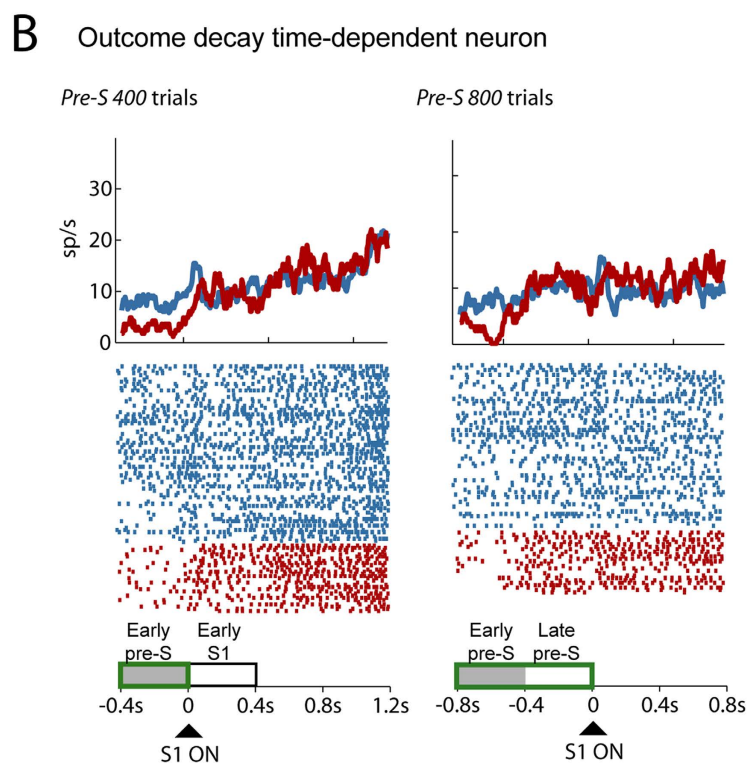 B Outcome decay time-dependent neuron
Pre-S 400 trials
Pre-S 800 trials
sp/s
30
20
10
0
Early
pre-S
Early
S1
-0.4s 0 0.4s 0.8s 1.2s
S1 ON
Early
pre-S
Late
pre-S
-0.8s -0.4 0 0.4s 0.8s
S1 ON